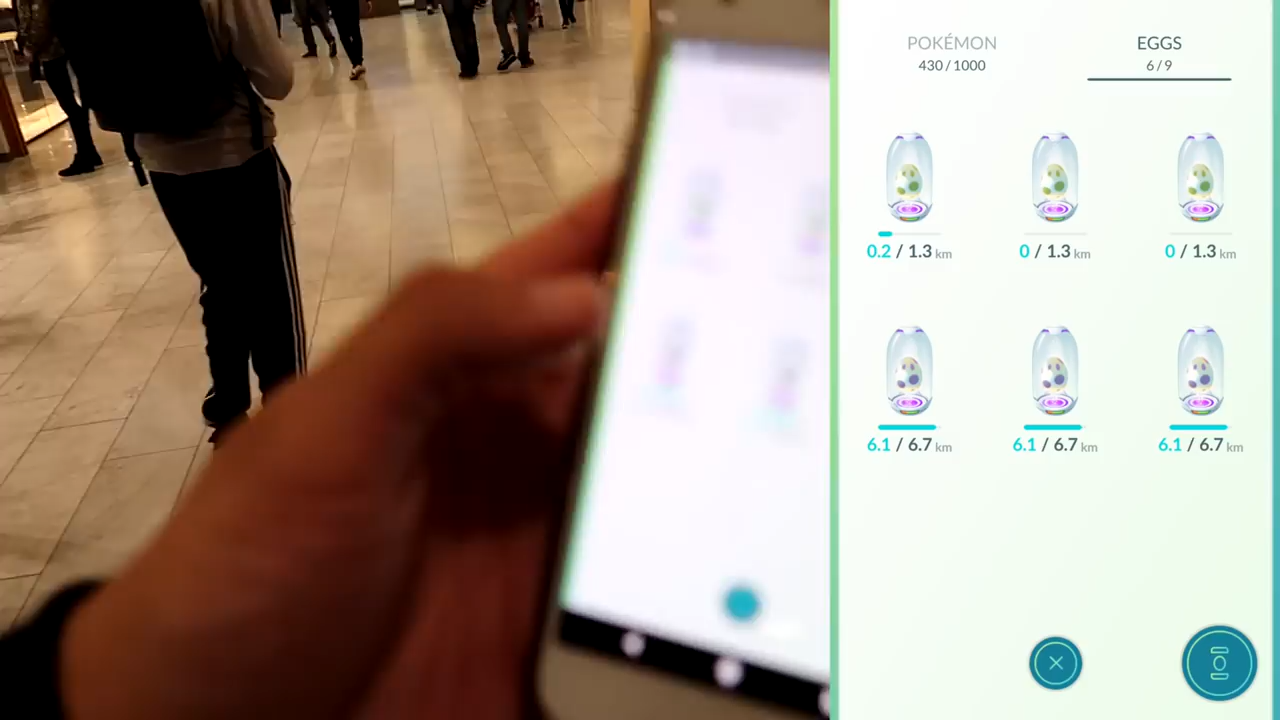 POKÉMON EGGS
430 / 1000 6 / 9
0.2 / 1.3 km 0 / 1.3 km 0 / 1.3 km
6.1 / 6.7 km 6.1 / 6.7 km 6.1 / 6.7 km